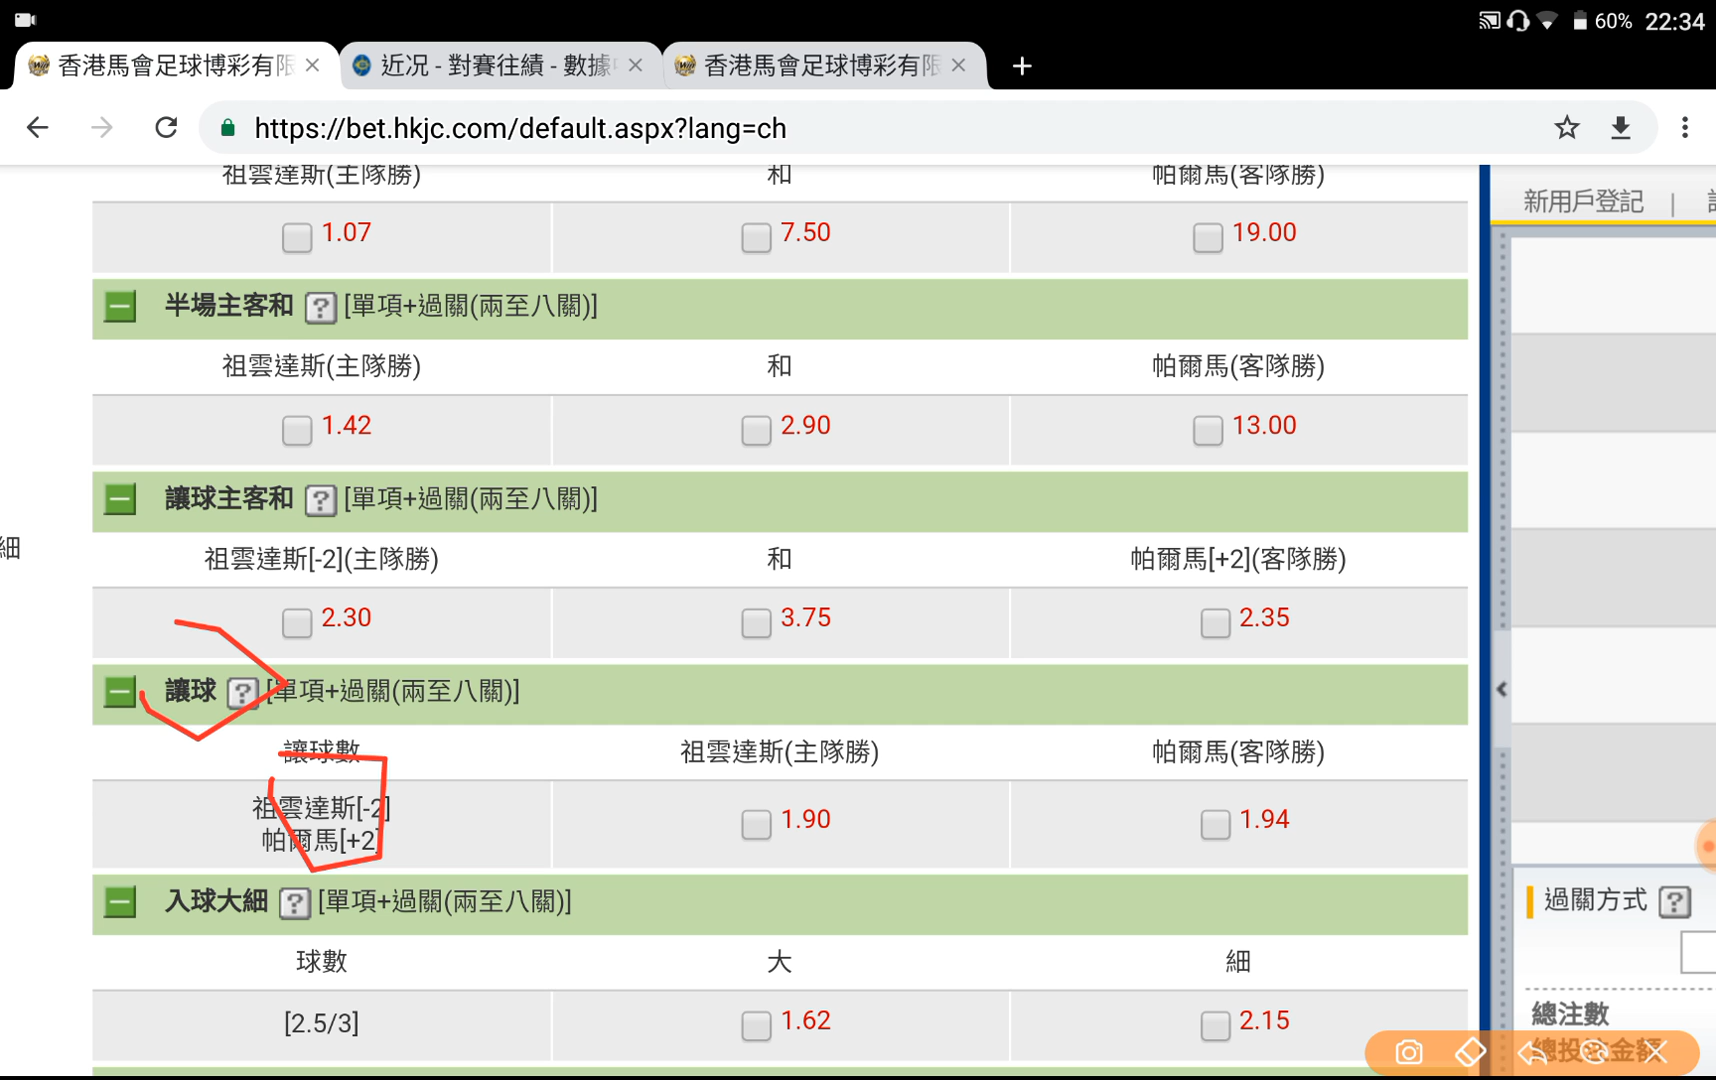 60% 22:34
香港馬會足球博彩有限
近況 - 對賽往績 - 數據
香港馬會足球博彩有限
https://bet.hkjc.com/default.aspx?lang=ch
祖雲達斯(主隊勝) 和 帕爾馬(客隊勝)
新用戶登記 |
1.07 7.50 19.00
半場主客和 ? [單項+過關(兩至八關)]
祖雲達斯(主隊勝) 和 帕爾馬(客隊勝)
1.42 2.90 13.00
讓球主客和 ? [單項+過關(兩至八關)]
細
祖雲達斯[-2](主隊勝) 和 帕爾馬[+2](客隊勝)
2.30 3.75 2.35
讓球 ? [單項+過關(兩至八關)]
讓球數 祖雲達斯(主隊勝) 帕爾馬(客隊勝)
祖雲達斯[-2]
帕爾馬[+2]
1.90 1.94
入球大細 ? [單項+過關(兩至八關)]
球數 大 細
[2.5/3] 1.62 2.15
過關方式 ?
總注數
總投注金額